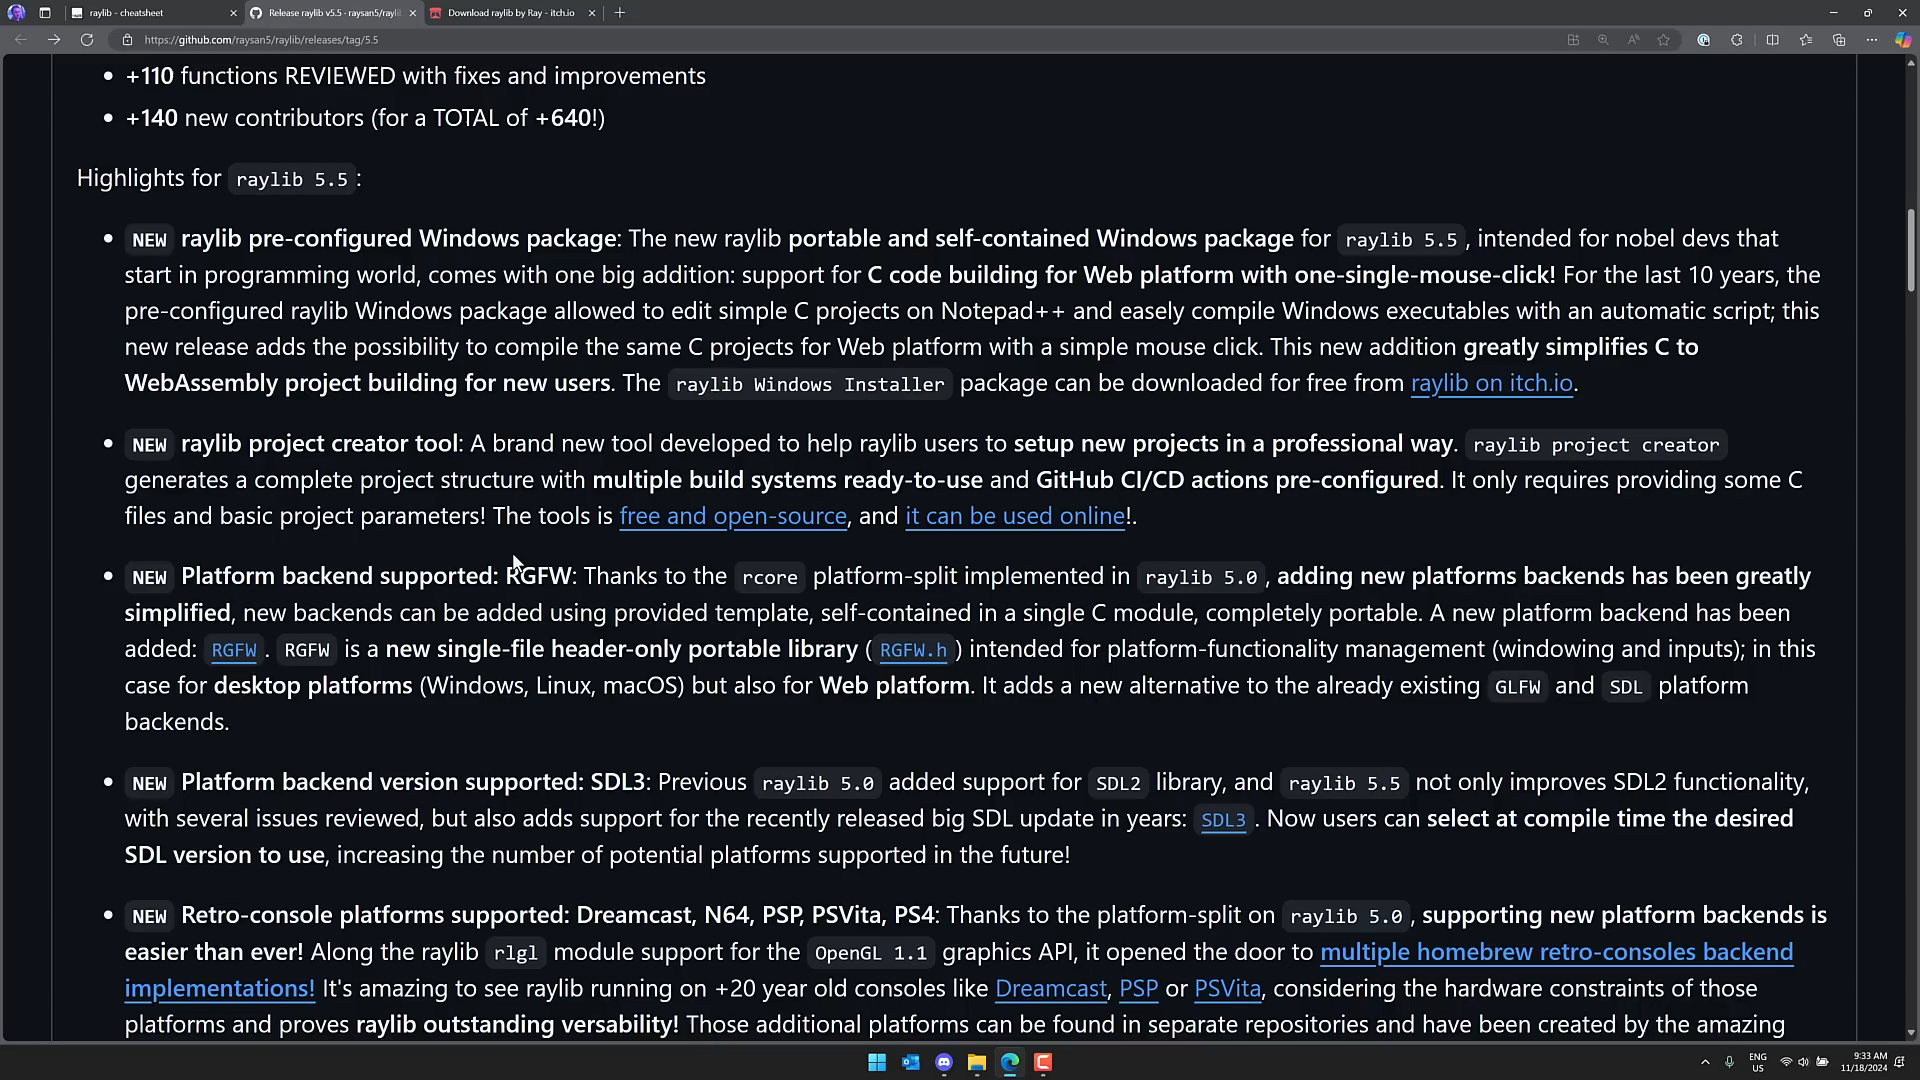 raylib - cheatsheet
Release raylib v5.5 · raysan5/rayli
Download raylib by Ray - itch.io
https://github.com/raysan5/raylib/releases/tag/5.5
+110 functions REVIEWED with fixes and improvements
+140 new contributors (for a TOTAL of +640!)
Highlights for raylib 5.5:
NEW raylib pre-configured Windows package: The new raylib portable and self-contained Windows package for raylib 5.5, intended for nobel devs that
start in programming world, comes with one big addition: support for C code building for Web platform with one-single-mouse-click! For the last 10 years, the
pre-configured raylib Windows package allowed to edit simple C projects on Notepad++ and easely compile Windows executables with an automatic script; this
new release adds the possibility to compile the same C projects for Web platform with a simple mouse click. This new addition greatly simplifies C to
WebAssembly project building for new users. The raylib Windows Installer package can be downloaded for free from raylib on itch.io.
NEW raylib project creator tool: A brand new tool developed to help raylib users to setup new projects in a professional way. raylib project creator
generates a complete project structure with multiple build systems ready-to-use and GitHub CI/CD actions pre-configured. It only requires providing some C
files and basic project parameters! The tools is free and open-source, and it can be used online!.
NEW Platform backend supported: RGFW: Thanks to the rcore platform-split implemented in raylib 5.0, adding new platforms backends has been greatly
simplified, new backends can be added using provided template, self-contained in a single C module, completely portable. A new platform backend has been
added: RGFW. RGFW is a new single-file header-only portable library (RGFW.h) intended for platform-functionality management (windowing and inputs); in this
case for desktop platforms (Windows, Linux, macOS) but also for Web platform. It adds a new alternative to the already existing GLFW and SDL platform
backends.
NEW Platform backend version supported: SDL3: Previous raylib 5.0 added support for SDL2 library, and raylib 5.5 not only improves SDL2 functionality,
with several issues reviewed, but also adds support for the recently released big SDL update in years: SDL3. Now users can select at compile time the desired
SDL version to use, increasing the number of potential platforms supported in the future!
NEW Retro-console platforms supported: Dreamcast, N64, PSP, PSVita, PS4: Thanks to the platform-split on raylib 5.0, supporting new platform backends is
easier than ever! Along the raylib rlgl module support for the OpenGL 1.1 graphics API, it opened the door to multiple homebrew retro-consoles backend
implementations! It's amazing to see raylib running on +20 year old consoles like Dreamcast, PSP or PSVita, considering the hardware constraints of those
platforms and proves raylib outstanding versability! Those additional platforms can be found in separate repositories and have been created by the amazing
ENG
US
9:33 AM
11/18/2024